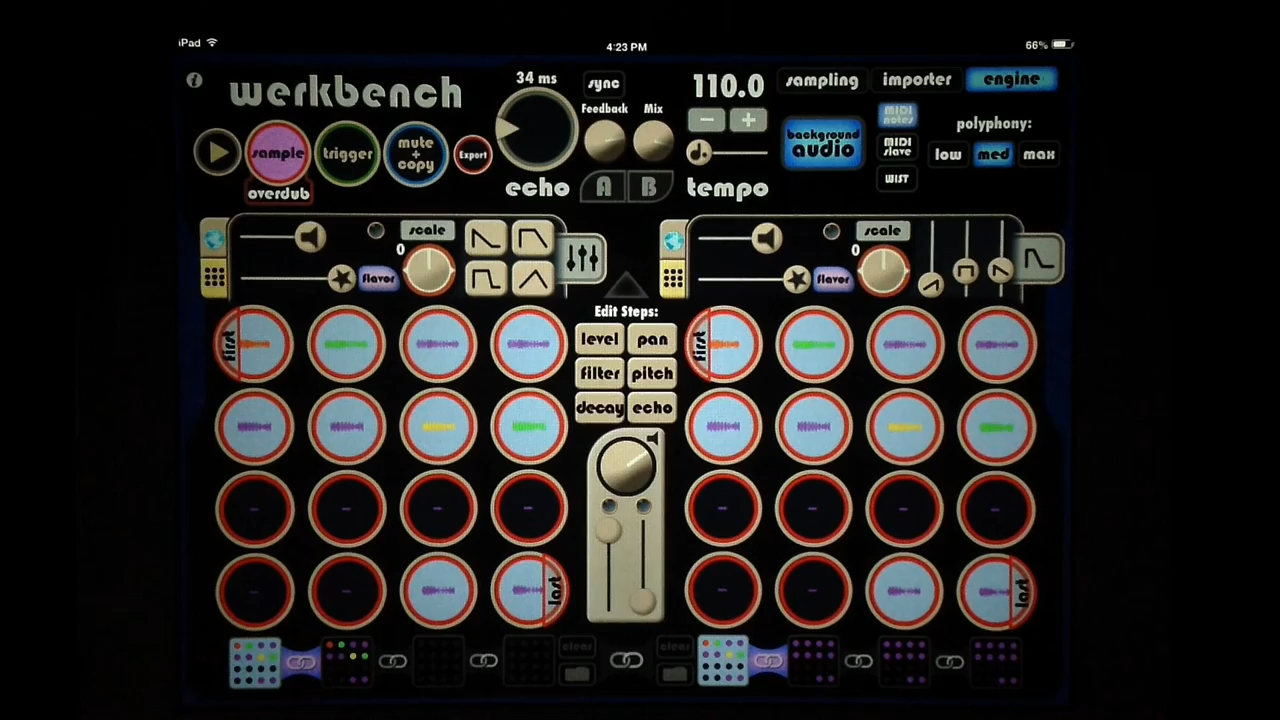 iPad
4:23 PM
66%
werkbench
34 ms
sync
Feedback
Mix
110.0
sampling
importer
engine
sample
overdub
trigger
mute
+
copy
Export
echo
A
B
- +
tempo
background
audio
MIDI
notes
MIDI
slave
WIST
polyphony:
low
med
max
scale
0
flavor
scale
0
flavor
Edit Steps:
level
pan
filter
pitch
decay
echo
first
first
last
last
clear
clear